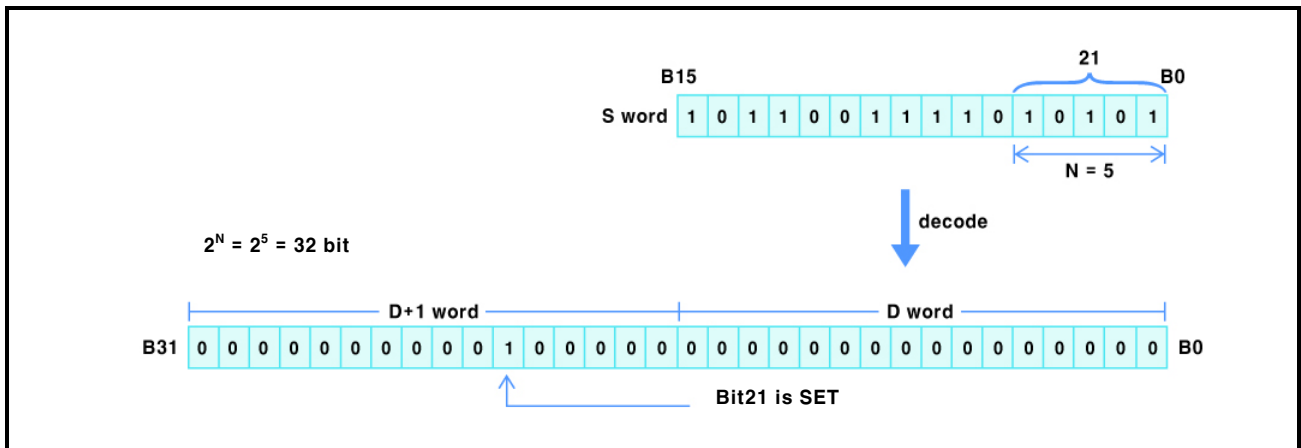 21
B15 B0
S word 1 0 1 1 0 0 1 1 1 1 0 1 0 1 0 1
N = 5
decode
2^N = 2^5 = 32 bit
D+1 word D word
B31 0 0 0 0 0 0 0 0 0 0 1 0 0 0 0 0 0 0 0 0 0 0 0 0 0 0 0 0 0 0 0 0 B0
Bit21 is SET